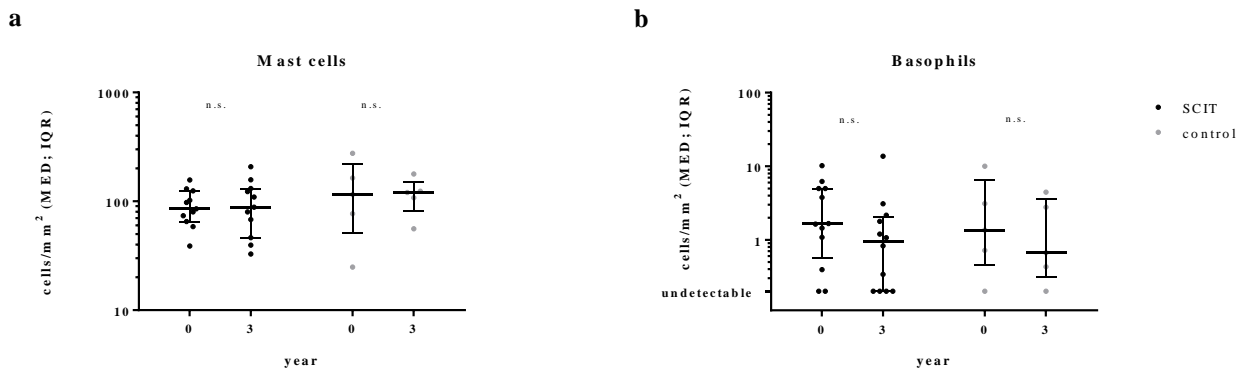 a
Mast cells
1000
100
10
cells/mm² (MED; IQR)
n.s.
n.s.
0
3
0
3
year
b
Basophils
100
10
1
undetectable
cells/mm² (MED; IQR)
n.s.
n.s.
0
3
0
3
year
SCIT
control